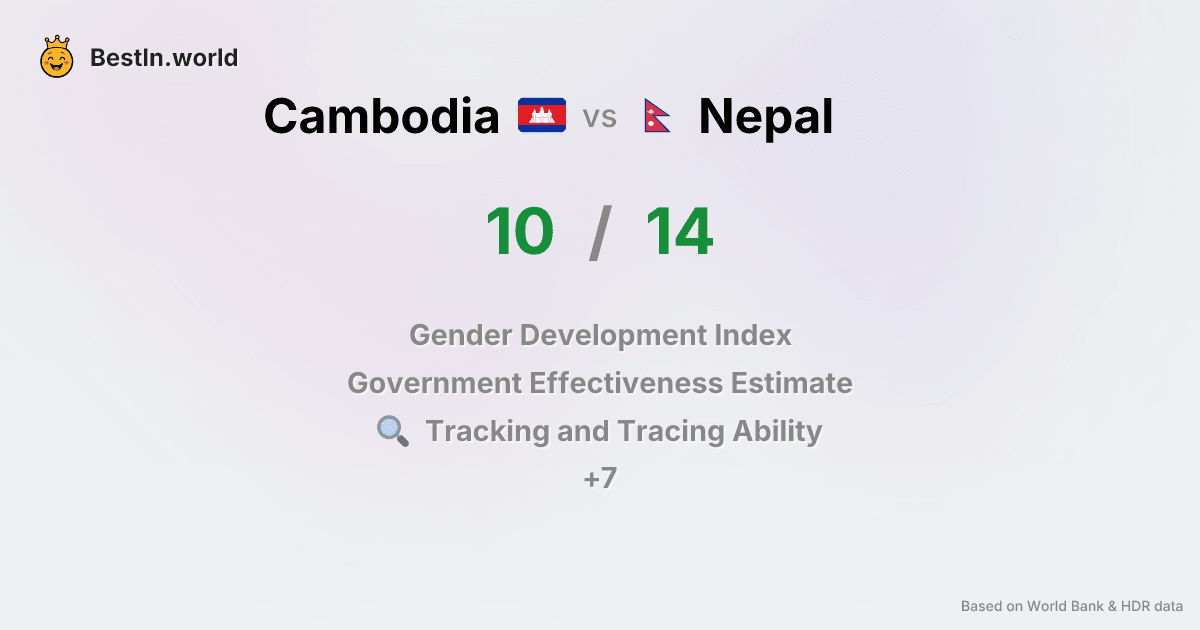 BestIn.world
Cambodia vs Nepal
10 / 14
Gender Development Index
Government Effectiveness Estimate
Tracking and Tracing Ability
+7
Based on World Bank & HDR data